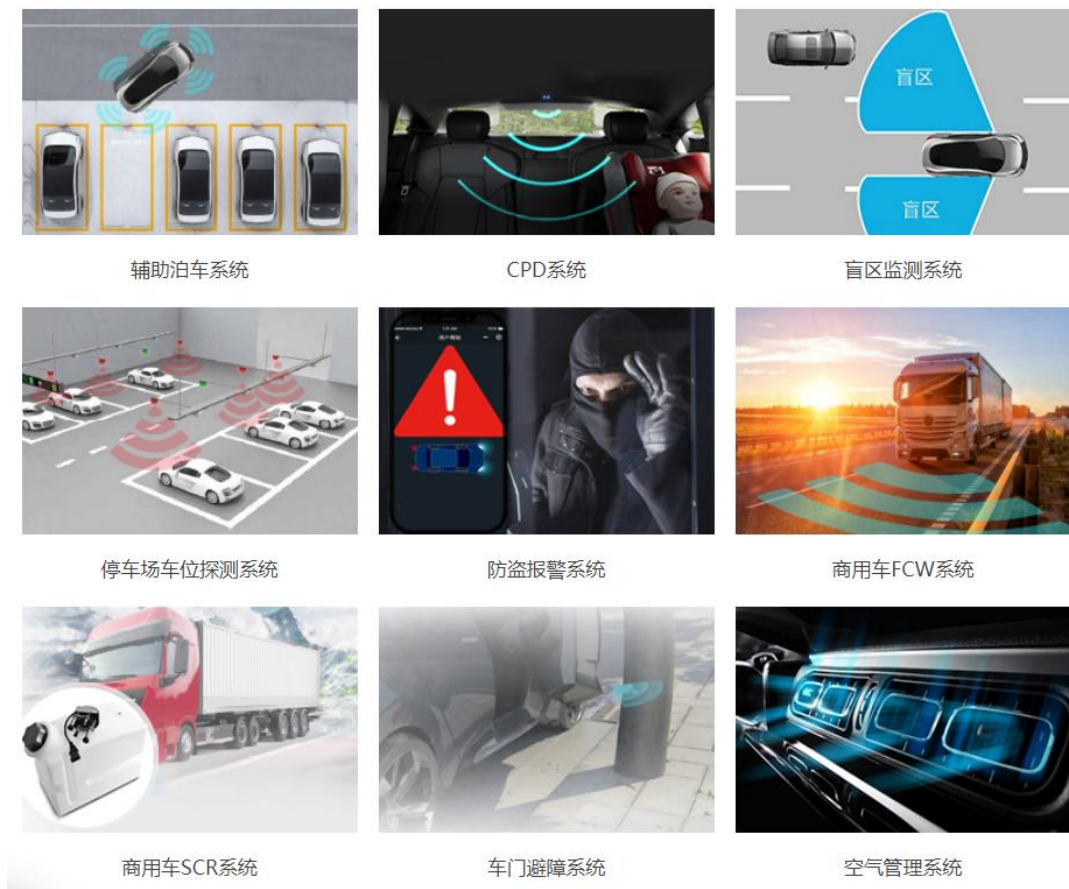 盲区
盲区
辅助泊车系统
CPD系统
盲区监测系统
停车场车位探测系统
防盗报警系统
商用车FCW系统
商用车SCR系统
车门避障系统
空气管理系统